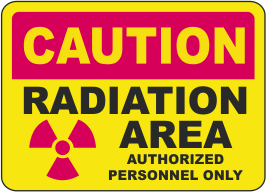 CAUTION
RADIATION
AREA
AUTHORIZED
PERSONNEL ONLY